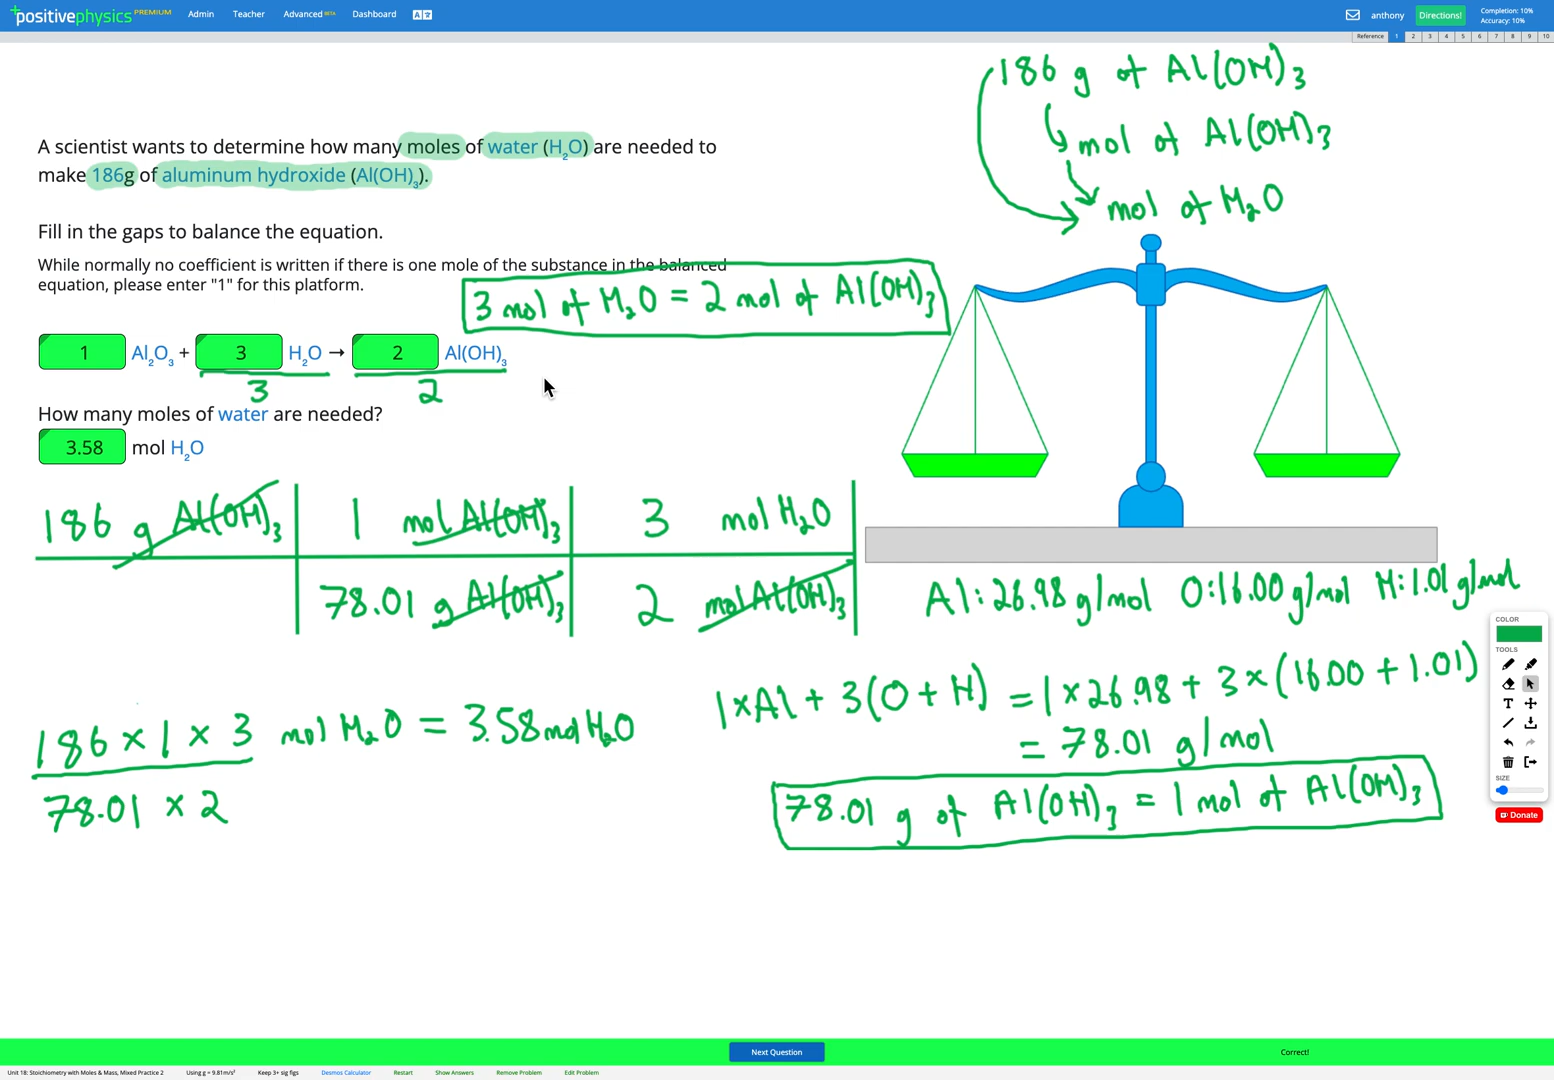 positivephysics PREMIUM Admin Teacher Advanced BETA Dashboard anthony Directions! Completion: 10%
Accuracy: 10%
Reference 1 2 3 4 5 6 7 8 9 10
186 g of Al(OH)₃
mol of Al(OH)₃
mol of H₂O
A scientist wants to determine how many moles of water (H₂O) are needed to
make 186g of aluminum hydroxide (Al(OH)₃).
Fill in the gaps to balance the equation.
While normally no coefficient is written if there is one mole of the substance in the balanced
equation, please enter "1" for this platform.
3 mol of H₂O = 2 mol of Al(OH)₃
1 Al₂O₃ + 3 H₂O → 2 Al(OH)₃
3 2
How many moles of water are needed?
3.58 mol H₂O
186 g Al(OH)₃ 1 mol Al(OH)₃ 3 mol H₂O
78.01 g Al(OH)₃ 2 mol Al(OH)₃
Al: 26.98 g/mol O: 16.00 g/mol H: 1.01 g/mol
1×Al + 3(O + H) = 1 × 26.98 + 3 × (16.00 + 1.01)
= 78.01 g/mol
78.01 g of Al(OH)₃ = 1 mol of Al(OH)₃
186 × 1 × 3 mol H₂O = 3.58 mol H₂O
78.01 × 2
COLOR
TOOLS
T
SIZE
Donate
Next Question Correct!
Unit 18: Stoichiometry with Moles & Mass, Mixed Practice 2 Using g = 9.81m/s² Keep 3+ sig figs Desmos Calculator Restart Show Answers Remove Problem Edit Problem